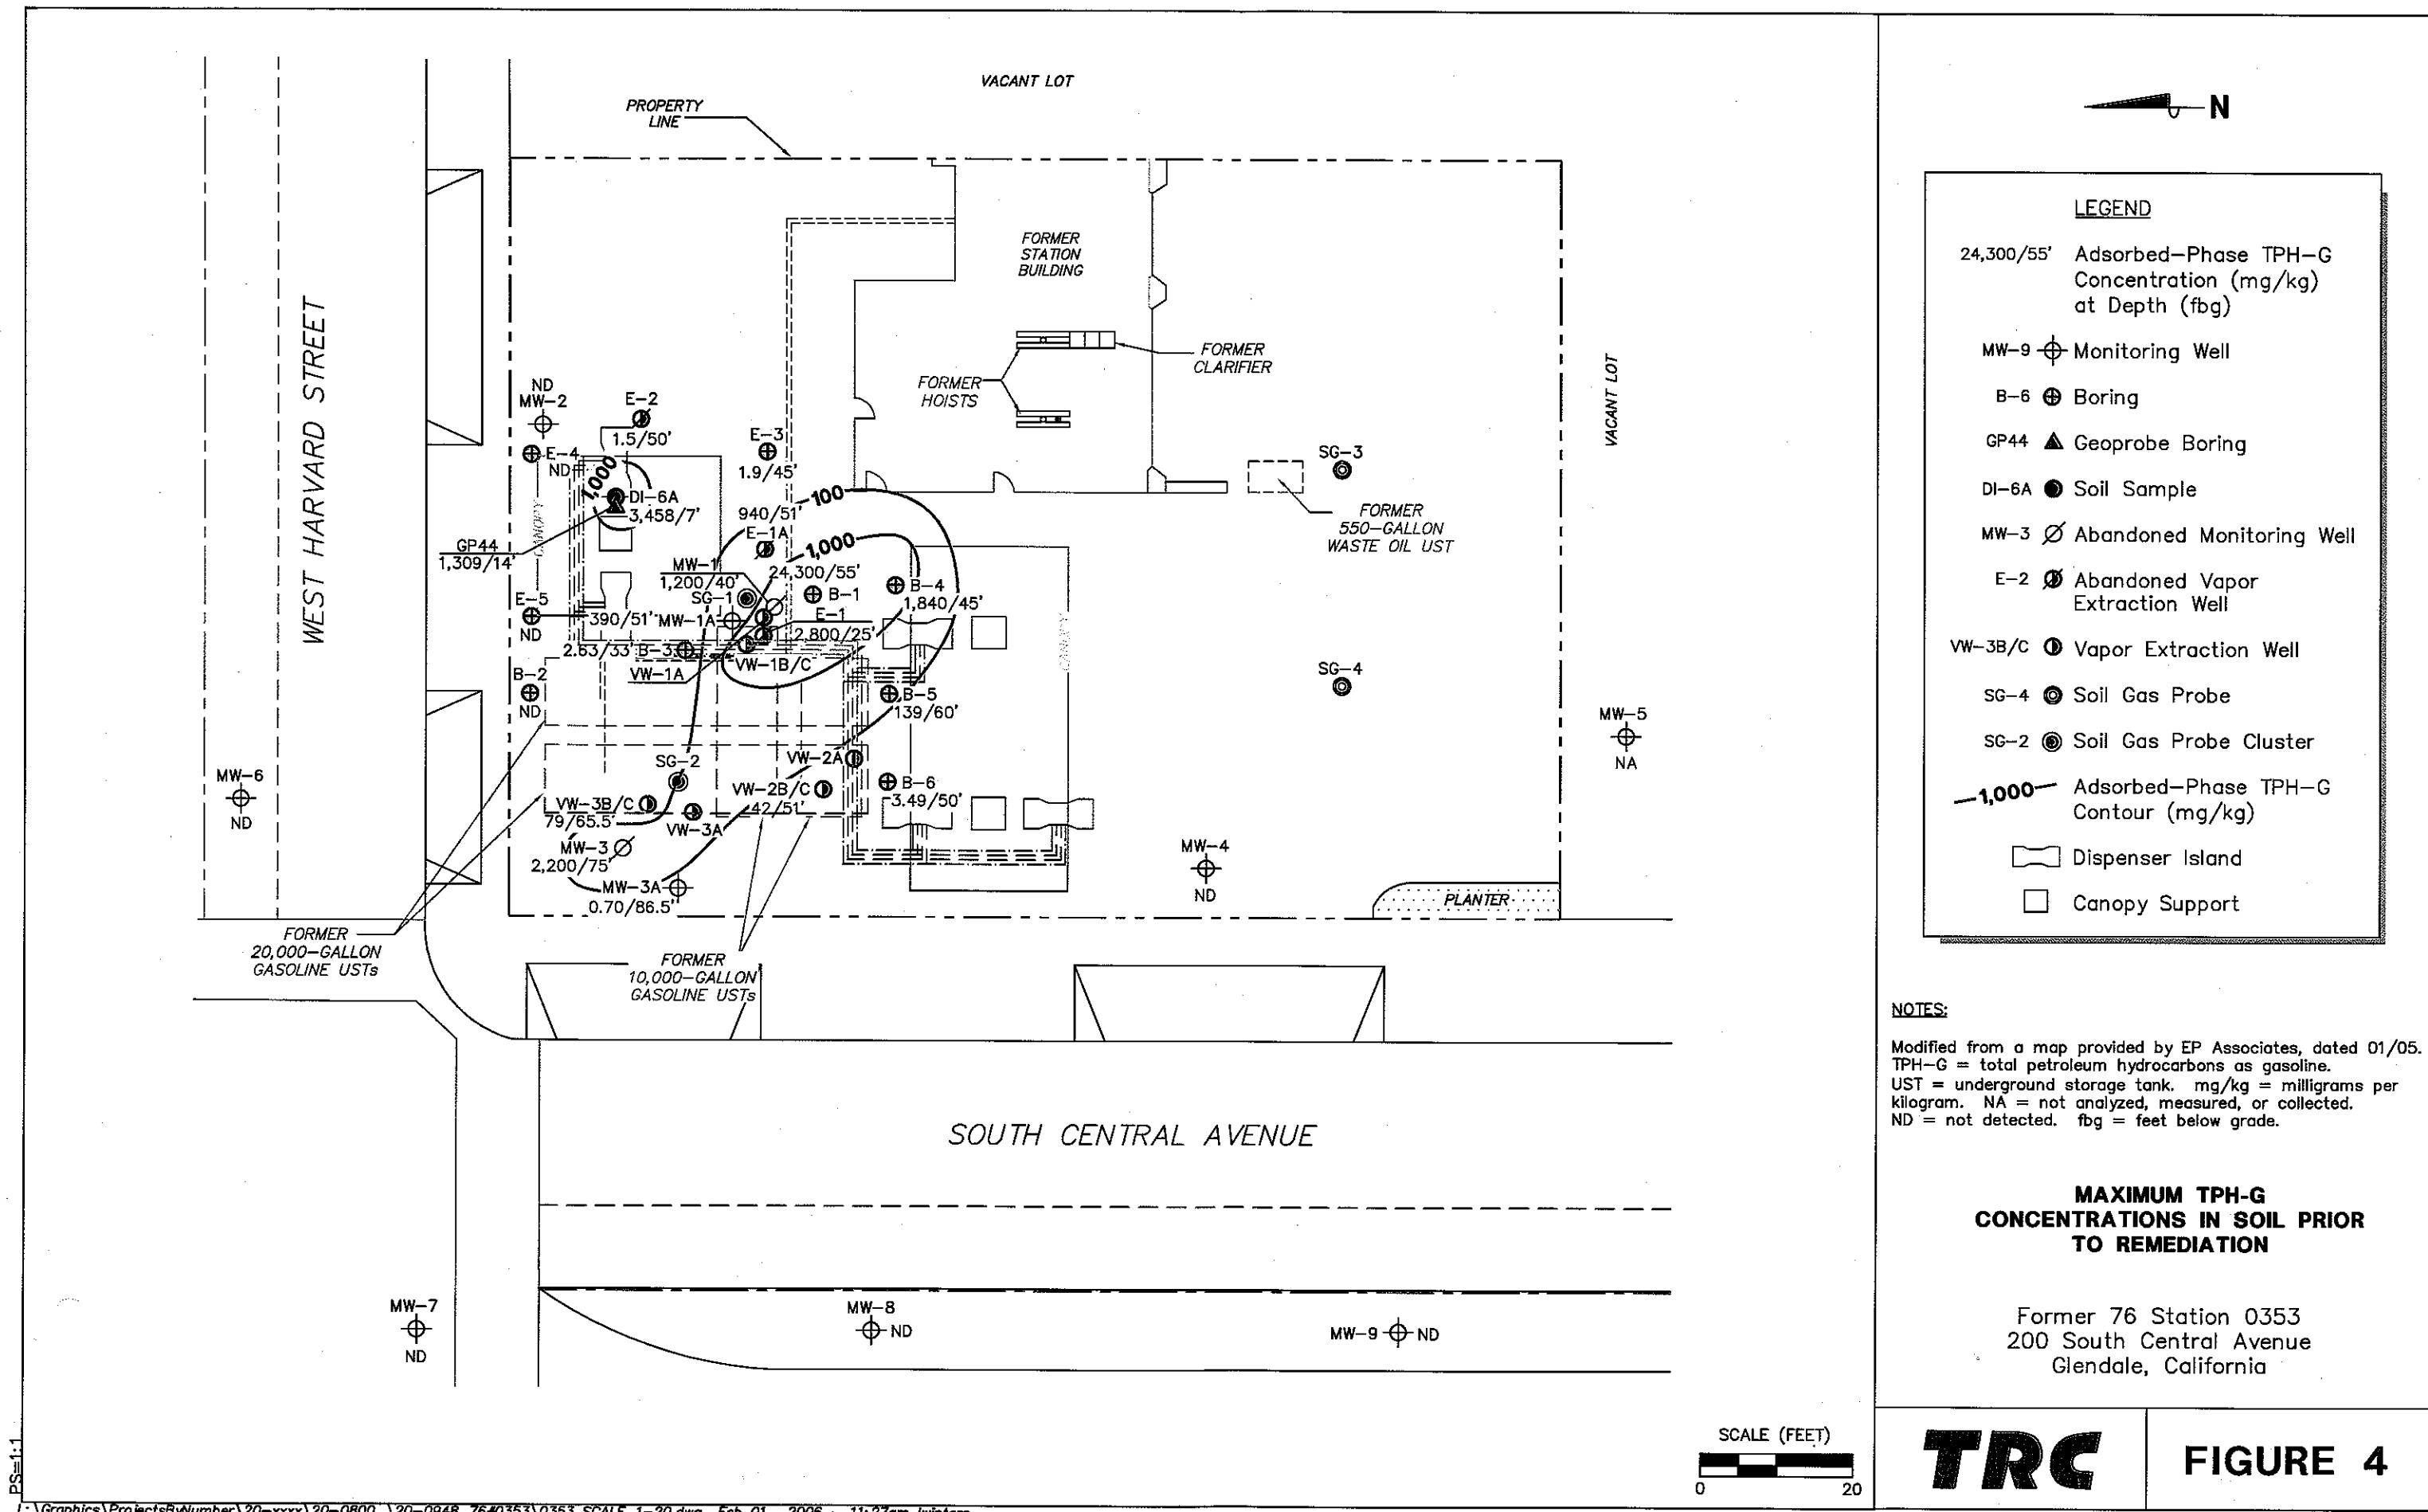 VACANT LOT
PROPERTY
LINE
N
WEST HARVARD STREET
FORMER
STATION
BUILDING
FORMER
CLARIFIER
FORMER
HOISTS
VACANT LOT
ND
MW-2
E-2
1.5/50'
E-3
1.9/45'
E-4
ND
1,000
DI-6A
3,458/7'
GP44
1,309/14'
CANOPY
100
940/51'
E-1A
1,000
SG-3
FORMER
550-GALLON
WASTE OIL UST
MW-1
1,200/40'
24,300/55'
SG-1
B-1
B-4
1,840/45'
E-5
ND
390/51'
MW-1A
E-1
2,800/25'
2.63/33'
B-3
VW-1B/C
VW-1A
CANOPY
B-2
ND
B-5
139/60'
SG-4
MW-5
NA
SG-2
VW-2A
MW-6
ND
VW-3B/C
79/65.5'
VW-2B/C
42/51'
B-6
3.49/50'
VW-3A
MW-3
2,200/75'
MW-3A
0.70/86.5'
MW-4
ND
PLANTER
FORMER
20,000-GALLON
GASOLINE USTs
FORMER
10,000-GALLON
GASOLINE USTs
SOUTH CENTRAL AVENUE
MW-7
ND
MW-8
ND
MW-9
ND
SCALE (FEET)
0 20
LEGEND
24,300/55' Adsorbed-Phase TPH-G
Concentration (mg/kg)
at Depth (fbg)
MW-9 Monitoring Well
B-6 Boring
GP44 Geoprobe Boring
DI-6A Soil Sample
MW-3 Abandoned Monitoring Well
E-2 Abandoned Vapor
Extraction Well
VW-3B/C Vapor Extraction Well
SG-4 Soil Gas Probe
SG-2 Soil Gas Probe Cluster
1,000 Adsorbed-Phase TPH-G
Contour (mg/kg)
Dispenser Island
Canopy Support
NOTES:
Modified from a map provided by EP Associates, dated 01/05.
TPH-G = total petroleum hydrocarbons as gasoline.
UST = underground storage tank. mg/kg = milligrams per
kilogram. NA = not analyzed, measured, or collected.
ND = not detected. fbg = feet below grade.
MAXIMUM TPH-G
CONCENTRATIONS IN SOIL PRIOR
TO REMEDIATION
Former 76 Station 0353
200 South Central Avenue
Glendale, California
TRC
FIGURE 4
PS=1:1